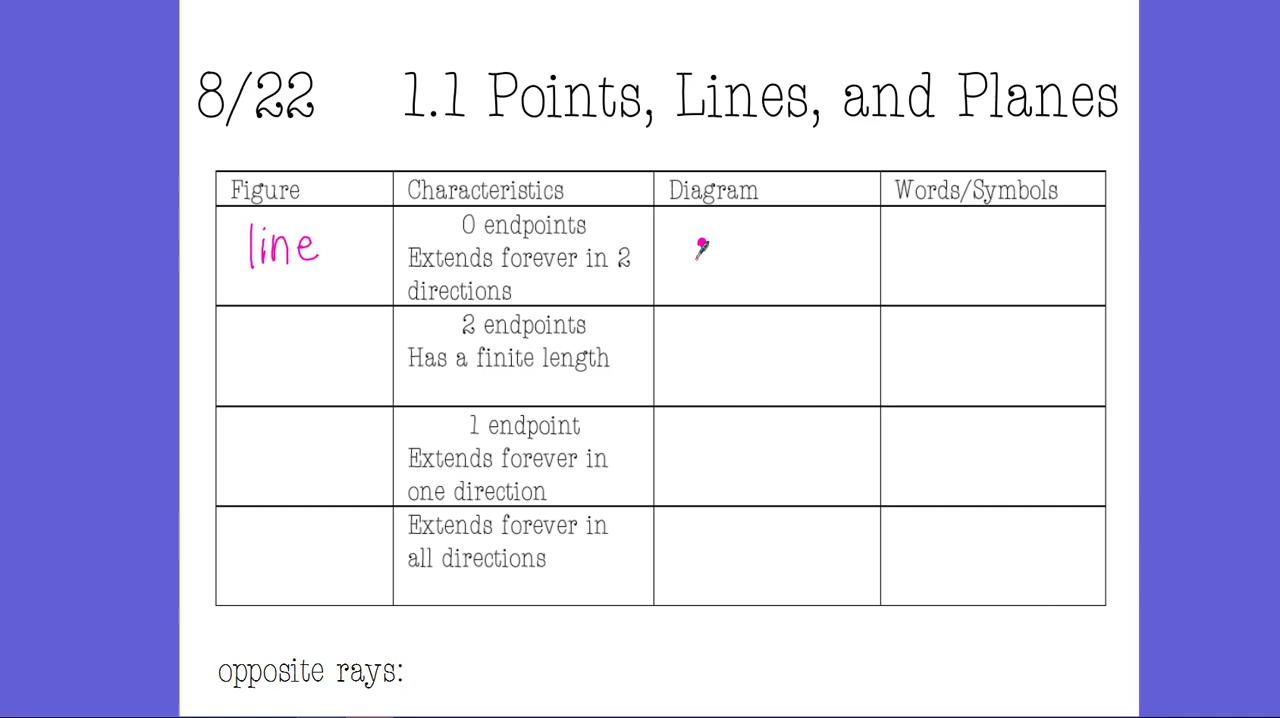 8/22 1.1 Points, Lines, and Planes
Figure Characteristics Diagram Words/Symbols
line
0 endpoints
Extends forever in 2
directions
2 endpoints
Has a finite length
1 endpoint
Extends forever in
one direction
Extends forever in
all directions
opposite rays: